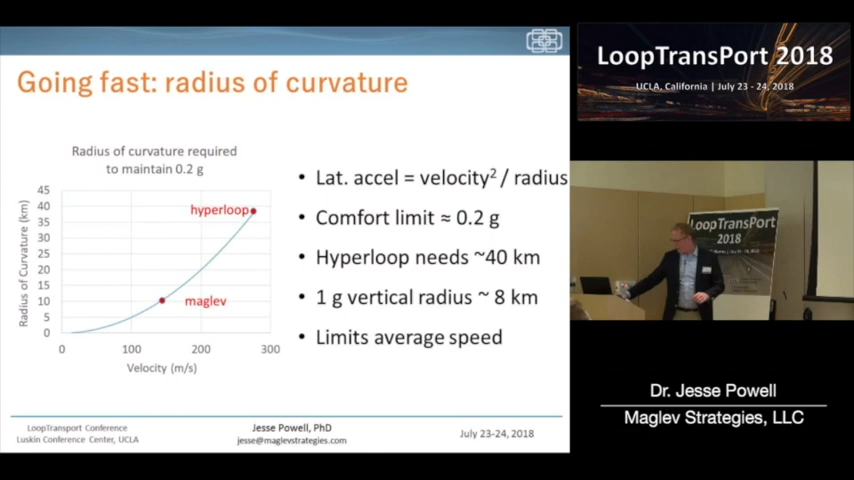 Going fast: radius of curvature
Radius of curvature required
to maintain 0.2 g
Radius of Curvature (km)
45
40
35
30
25
20
15
10
5
0
0
100
200
300
Velocity (m/s)
hyperloop
maglev
• Lat. accel = velocity² / radius
• Comfort limit ≈ 0.2 g
• Hyperloop needs ~40 km
• 1 g vertical radius ~ 8 km
• Limits average speed
LoopTransPort Conference
Luskin Conference Center, UCLA
Jesse Powell, PhD
jesse@maglevstrategies.com
July 23-24, 2018
LoopTransPort 2018
UCLA, California | July 23 - 24, 2018
LoopTransPort
2018
Dr. Jesse Powell
Maglev Strategies, LLC